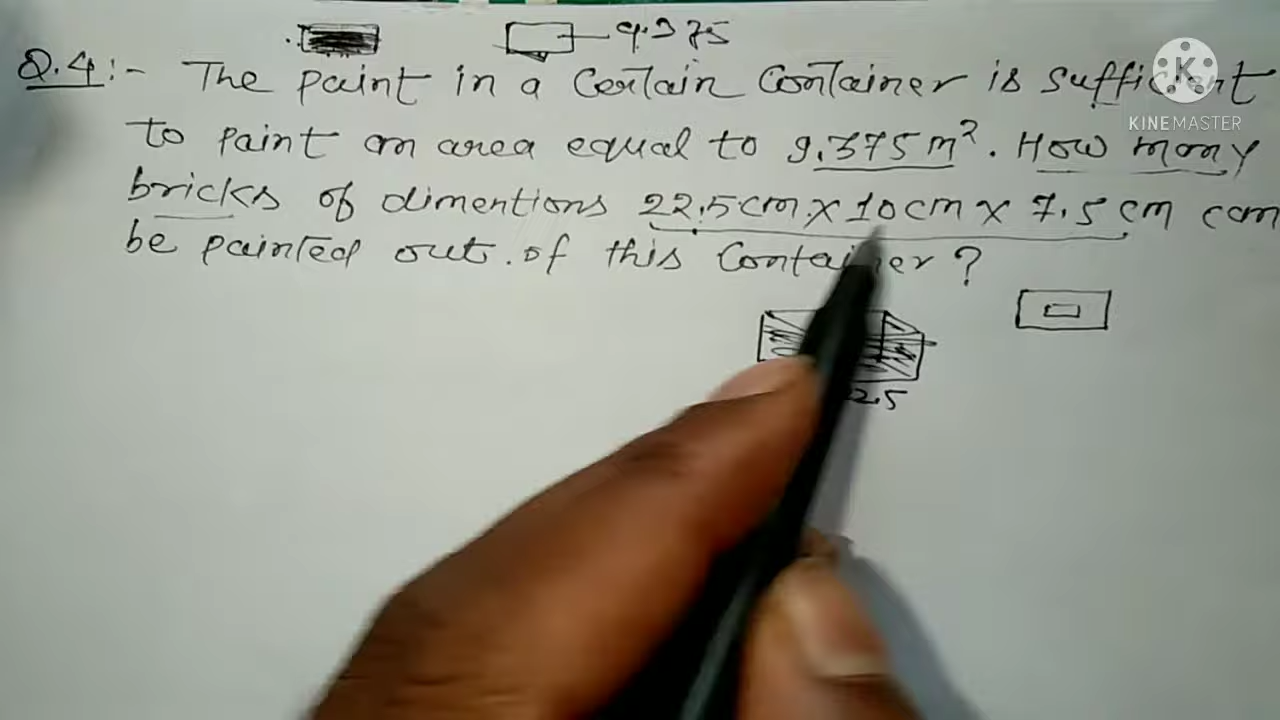 9.375
Q.4:- The paint in a Certain Container is sufficient
K
KINEMASTER
to paint on area equal to 9.375 m². How many
bricks of dimentions 22.5cm x 10cm x 7.5 cm can
be painted out of this Container?
2.5